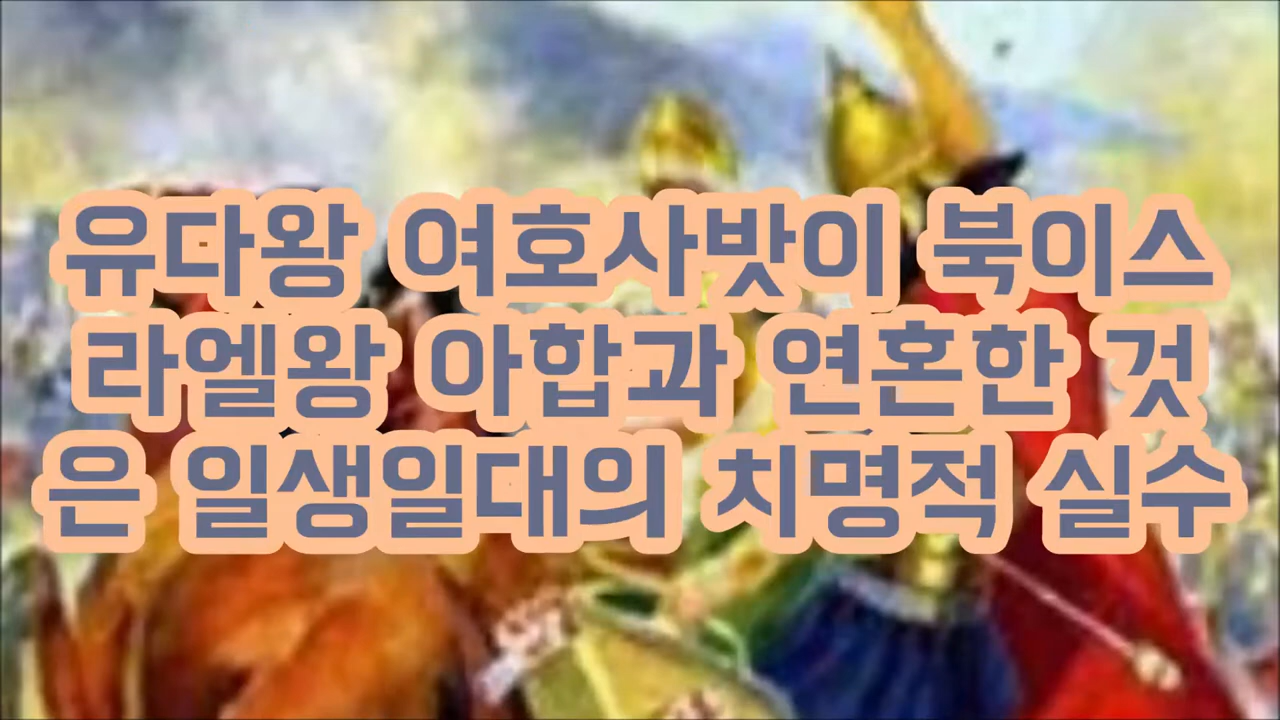 유다왕 여호사밧이 북이스
라엘왕 아합과 연혼한 것
은 일생일대의 치명적 실수